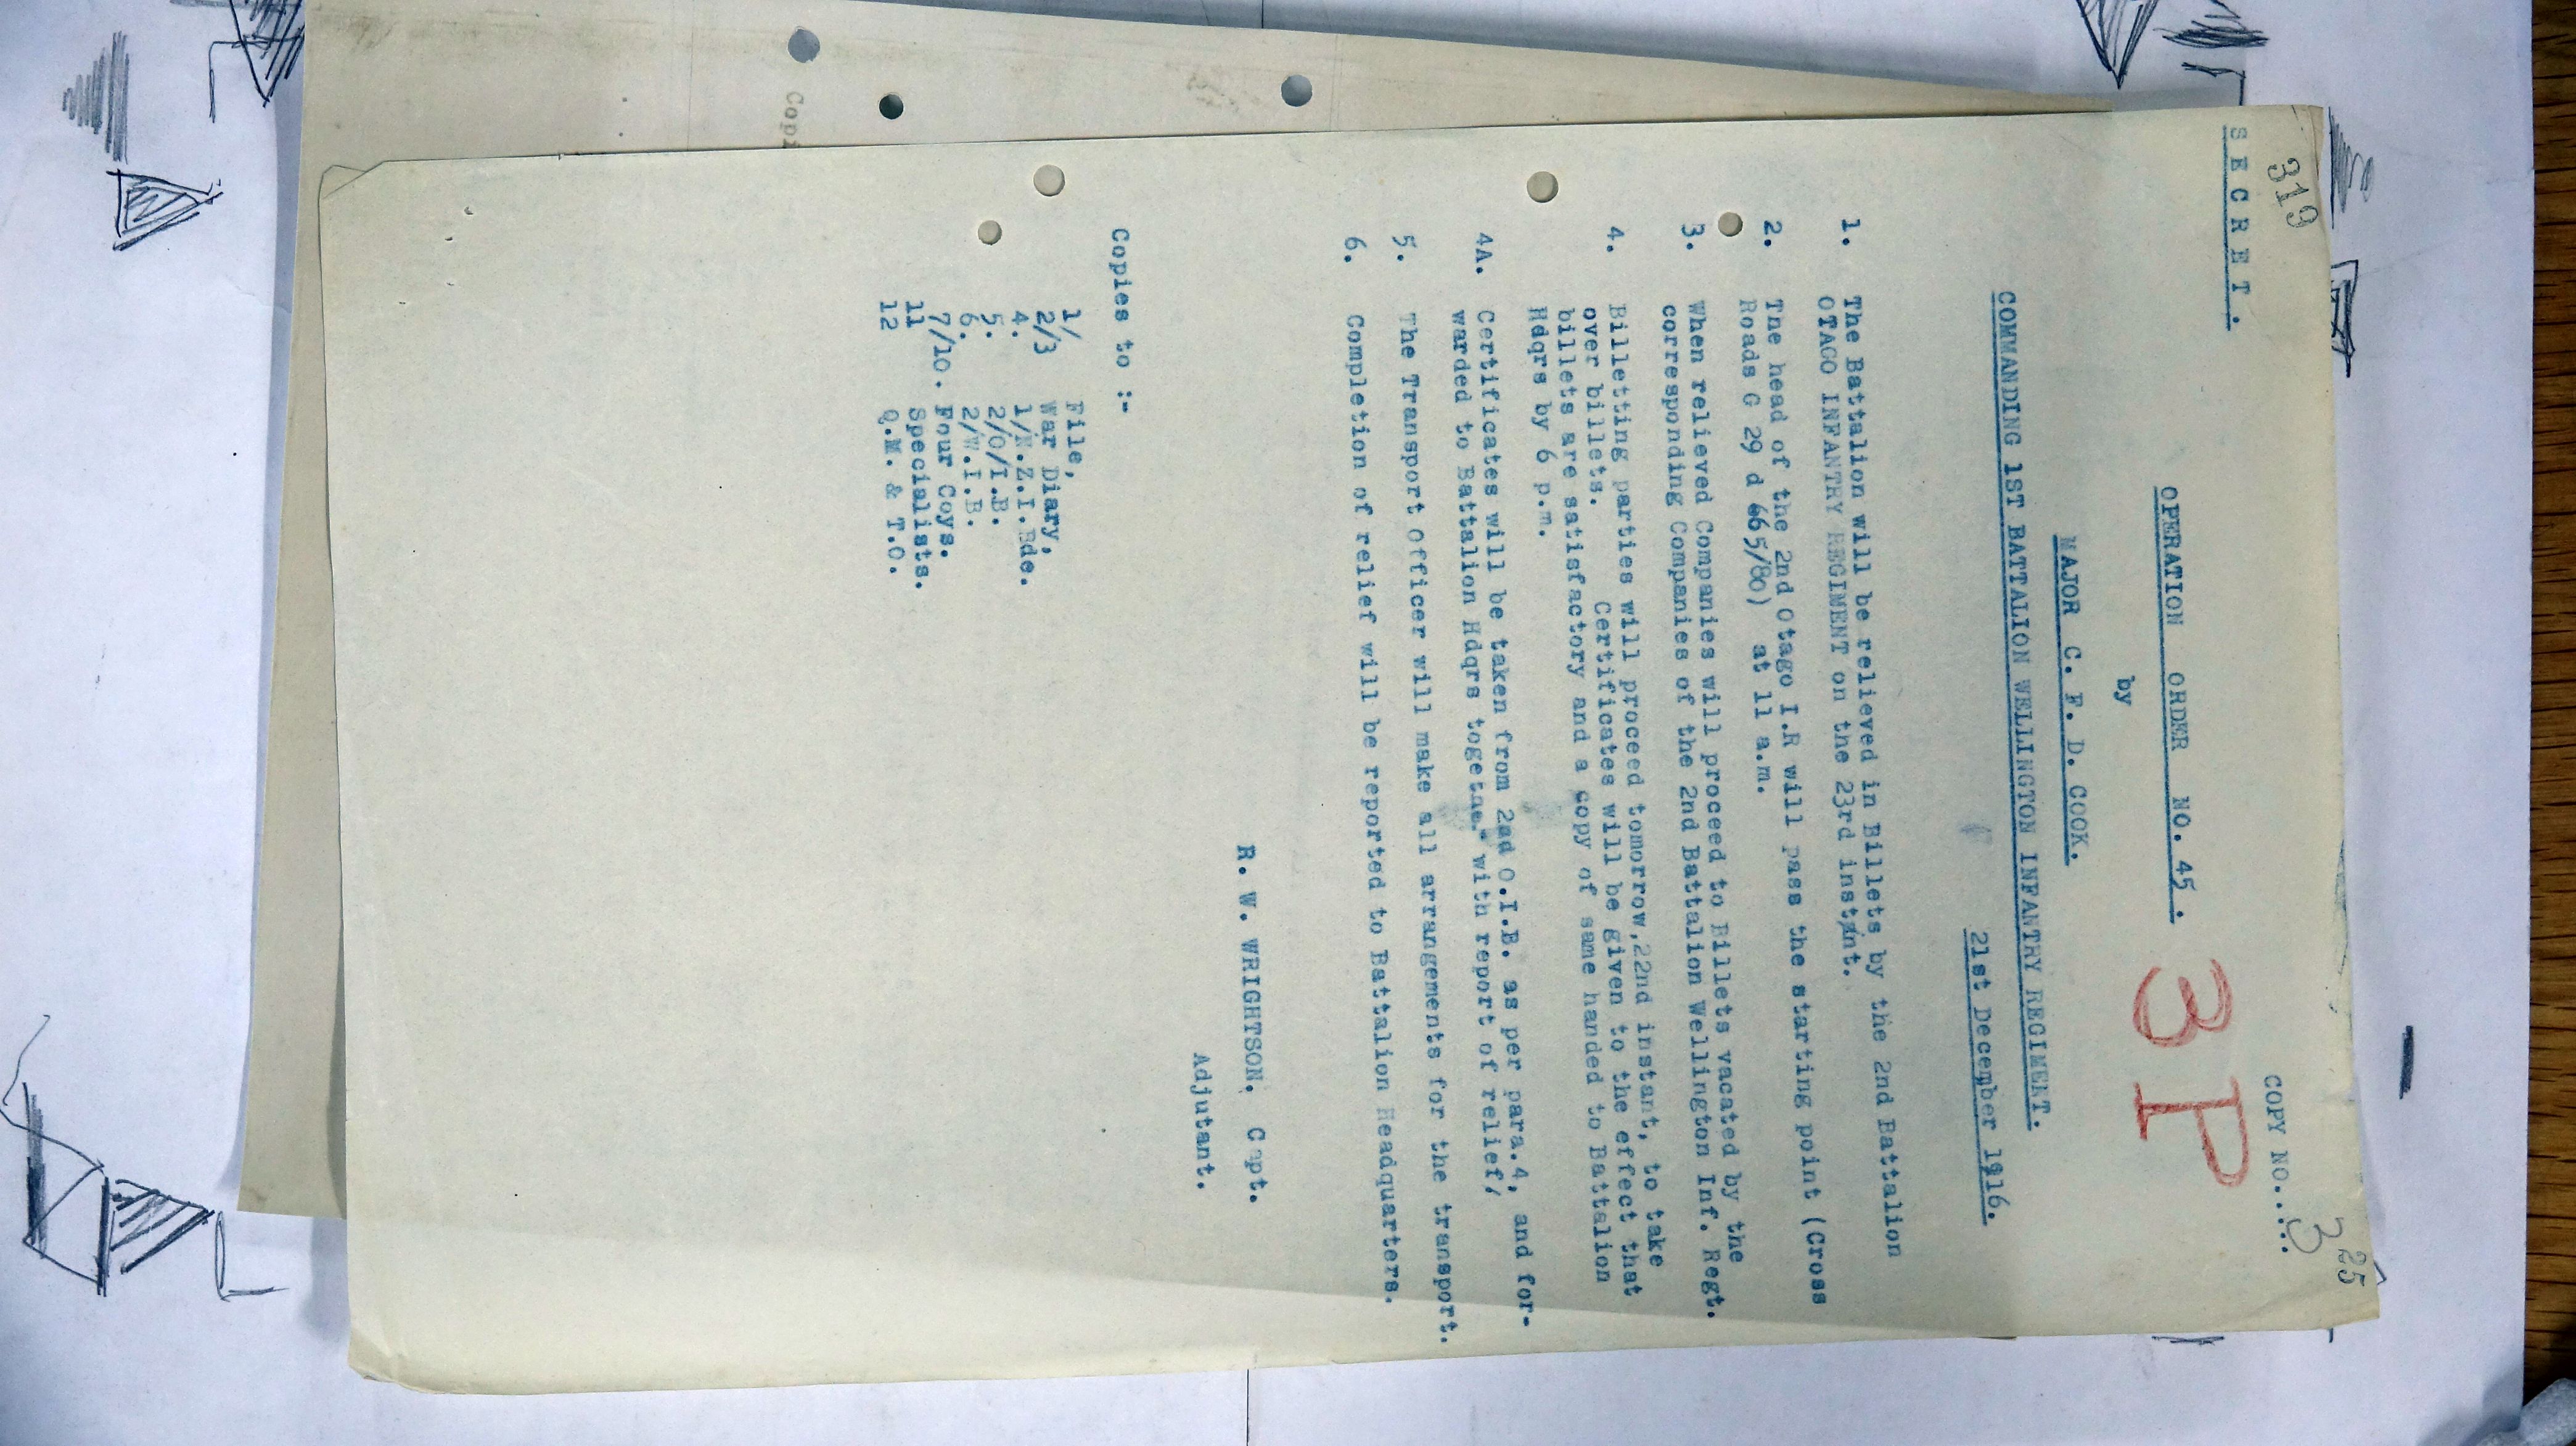 319
25
SECRET.
COPY NO....3...
3P
OPERATION ORDER NO. 45.
by
MAJOR C. F. D. COOK.
COMMANDING 1ST BATTALION WELLINGTON INFANTRY REGIMENT.
21st December 1916.
1. The Battalion will be relieved in Billets by the 2nd Battalion
OTAGO INFANTRY REGIMENT on the 23rd instant.
2. The head of the 2nd Otago I.R will pass the starting point (Cross
Roads G 29 d 65/80) at 11 a.m.
3. When relieved Companies will proceed to Billets vacated by the
corresponding Companies of the 2nd Battalion Wellington Inf. Regt.
4. Billetting parties will proceed tomorrow,22nd instant, to take
over billets. Certificates will be given to the effect that
billets are satisfactory and a copy of same handed to Battalion
Hdqrs by 6 p.m.
4A. Certificates will be taken from 2nd O.I.B. as per para.4, and for-
warded to Battalion Hdqrs together with report of relief,
5. The Transport Officer will make all arrangements for the transport.
6. Completion of relief will be reported to Battalion Headquarters.
R. W. WRIGHTSON, Capt.
Adjutant.
Copies to :-
1/ File,
2/3 War Diary,
4. 1/N.Z.I.Bde.
5. 2/O/I.B.
6. 2/W.I.B.
7/10. Four Coys.
11 Specialists.
12 Q.M. & T.O.
Copi